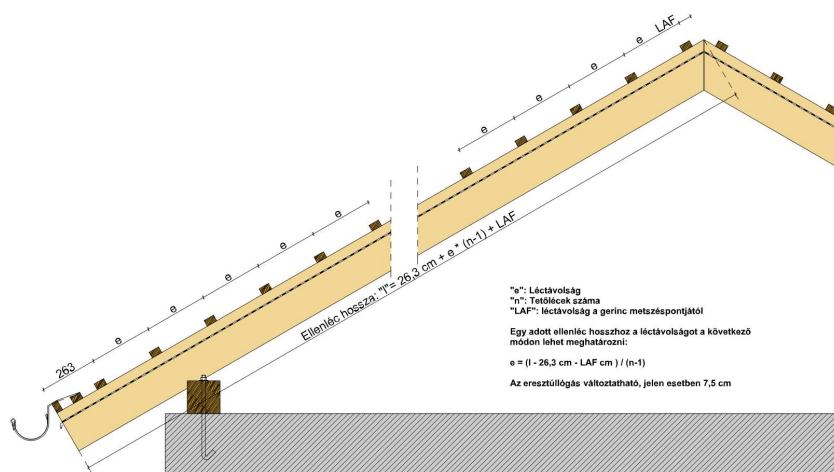 LAF
e
e
e
e
e
e
e
e
263
Ellenléc hossza: "l"= 26,3 cm + e * (n-1) + LAF
"e": Léctávolság
"n": Tetőlécek száma
"LAF": léctávolság a gerinc metszéspontjától
Egy adott ellenléc hosszhoz a léctávolságot a következő
módon lehet meghatározni:
e = (l - 26,3 cm - LAF cm ) / (n-1)
Az eresztúllógás változtatható, jelen esetben 7,5 cm